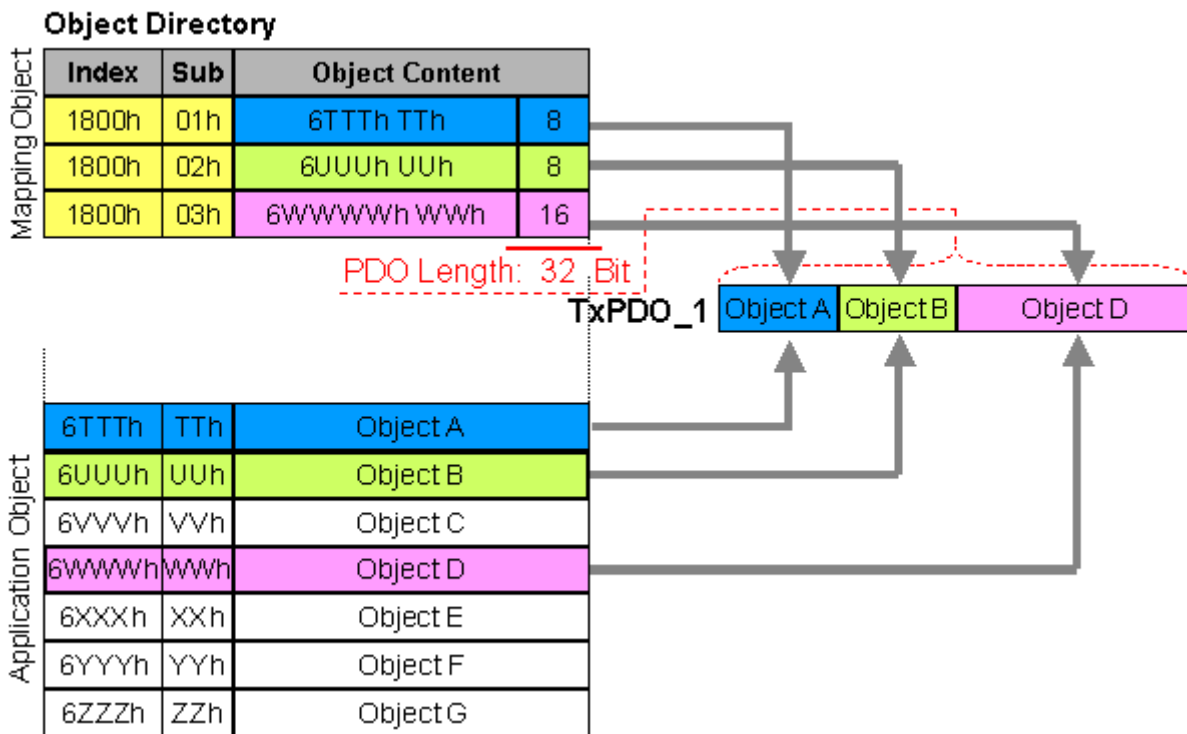 Object Directory
Mapping Object
Index Sub Object Content
1800h 01h 6TTTh TTh 8
1800h 02h 6UUUh UUh 8
1800h 03h 6WWWWh WWh 16
PDO Length: 32 Bit
TxPDO_1 Object A Object B Object D
Application Object
6TTTh TTh Object A
6UUUh UUh Object B
6VVVh VVh Object C
6WWWh WWh Object D
6XXXh XXh Object E
6YYYh YYh Object F
6ZZZh ZZh Object G